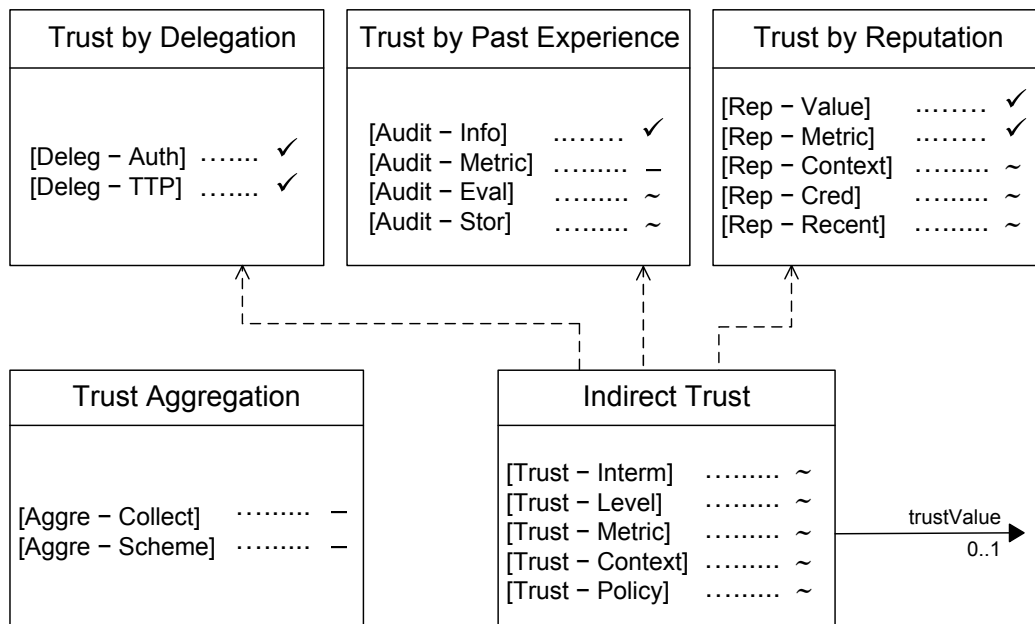 Trust by Delegation
[Deleg − Auth] ....... ✓
[Deleg − TTP] ....... ✓
Trust by Past Experience
[Audit − Info] ........ ✓
[Audit − Metric] ......... −
[Audit − Eval] ......... ~
[Audit − Stor] ......... ~
Trust by Reputation
[Rep − Value] ........ ✓
[Rep − Metric] ........ ✓
[Rep − Context] ......... ~
[Rep − Cred] ......... ~
[Rep − Recent] ......... ~
Trust Aggregation
[Aggre − Collect] ......... −
[Aggre − Scheme] ......... −
Indirect Trust
[Trust − Interm] ......... ~
[Trust − Level] ......... ~
[Trust − Metric] ......... ~
[Trust − Context] ......... ~
[Trust − Policy] ......... ~
trustValue
0..1